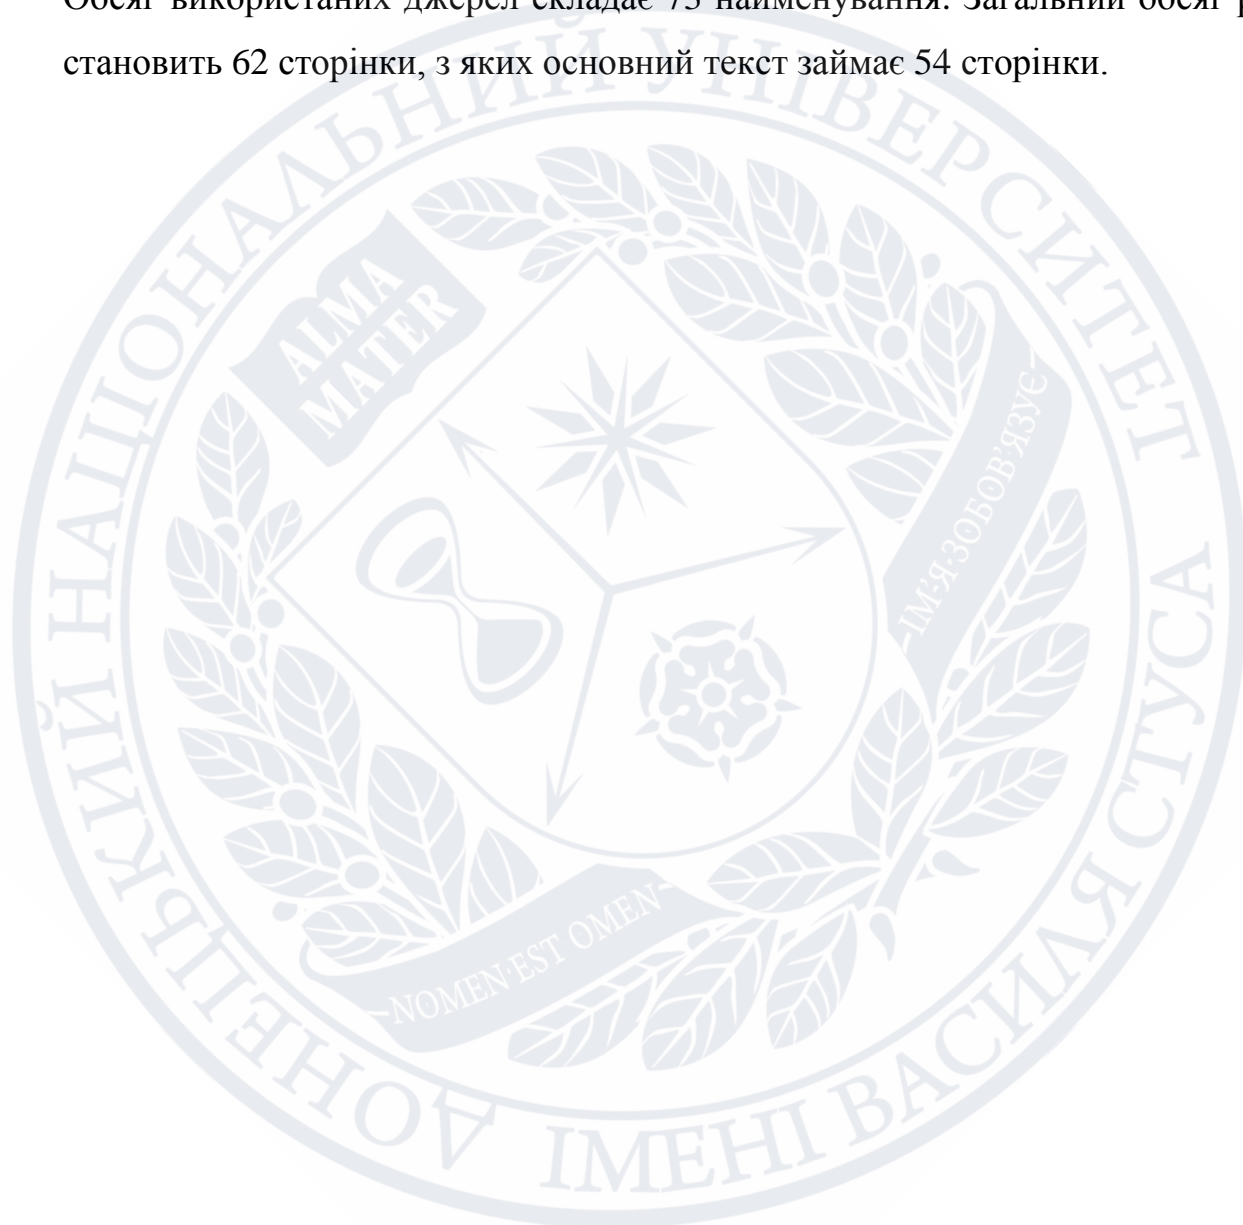 Обсяг використаних джерел складає 73 найменування. Загальний обсяг
становить 62 сторінки, з яких основний текст займає 54 сторінки.
ДОНЕЦЬКИЙ НАЦІОНАЛЬНИЙ УНІВЕРСИТЕТ ІМЕНІ ВАСИЛЯ СТУСА
ALMA
MATER
ІМ'Я·ЗОБОВ'ЯЗУЄ
NOMEN·EST OMEN